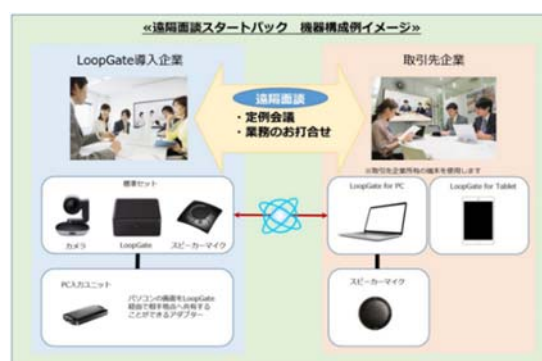 ≪遠隔面談スタートパック　機器構成例イメージ≫
LoopGate導入企業
取引先企業
遠隔面談
・定例会議
・業務のお打合せ
※取引先企業所有の端末を使用します
標準セット
カメラ
LoopGate
スピーカーマイク
LoopGate for PC
LoopGate for Tablet
PC入力ユニット
パソコンの画面をLoopGate
経由で相手拠点へ共有する
ことができるアダプター
スピーカーマイク